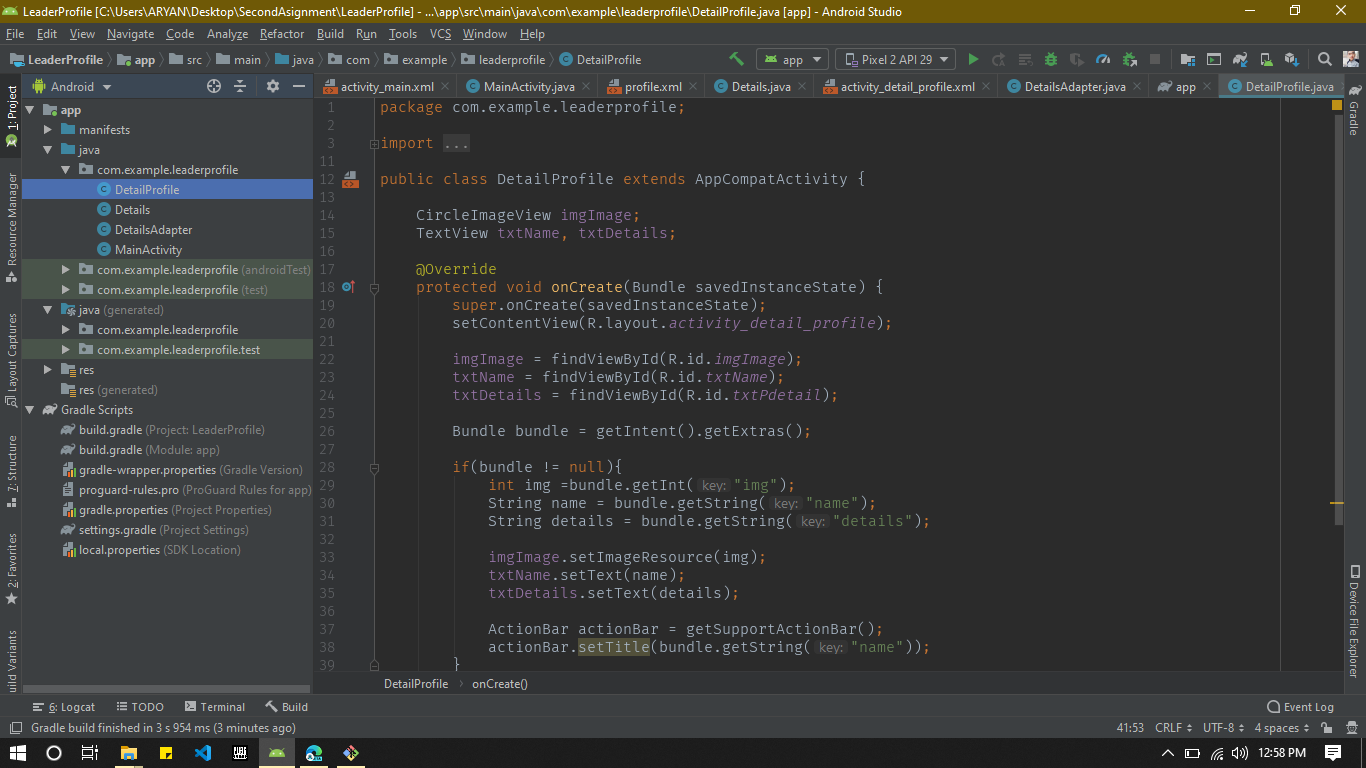 LeaderProfile [C:\Users\ARYAN\Desktop\SecondAsignment\LeaderProfile] - ...\app\src\main\java\com\example\leaderprofile\DetailProfile.java [app] - Android Studio
File Edit View Navigate Code Analyze Refactor Build Run Tools VCS Window Help
LeaderProfile app src main java com example leaderprofile DetailProfile app Pixel 2 API 29
Android
activity_main.xml MainActivity.java profile.xml Details.java activity_detail_profile.xml DetailsAdapter.java app DetailProfile.java
1: Project
Resource Manager
Layout Captures
7: Structure
2: Favorites
uild Variants
app
manifests
java
com.example.leaderprofile
DetailProfile
Details
DetailsAdapter
MainActivity
com.example.leaderprofile (androidTest)
com.example.leaderprofile (test)
java (generated)
com.example.leaderprofile
com.example.leaderprofile.test
res
res (generated)
Gradle Scripts
build.gradle (Project: LeaderProfile)
build.gradle (Module: app)
gradle-wrapper.properties (Gradle Version)
proguard-rules.pro (ProGuard Rules for app)
gradle.properties (Project Properties)
settings.gradle (Project Settings)
local.properties (SDK Location)
1 package com.example.leaderprofile;
2
3 import ...
11
12 public class DetailProfile extends AppCompatActivity {
13
14 CircleImageView imgImage;
15 TextView txtName, txtDetails;
16
17 @Override
18 protected void onCreate(Bundle savedInstanceState) {
19 super.onCreate(savedInstanceState);
20 setContentView(R.layout.activity_detail_profile);
21
22 imgImage = findViewById(R.id.imgImage);
23 txtName = findViewById(R.id.txtName);
24 txtDetails = findViewById(R.id.txtPdetail);
25
26 Bundle bundle = getIntent().getExtras();
27
28 if(bundle != null){
29 int img =bundle.getInt( key: "img");
30 String name = bundle.getString( key: "name");
31 String details = bundle.getString( key: "details");
32
33 imgImage.setImageResource(img);
34 txtName.setText(name);
35 txtDetails.setText(details);
36
37 ActionBar actionBar = getSupportActionBar();
38 actionBar.setTitle(bundle.getString( key: "name"));
39 }
Gradle
Device File Explorer
DetailProfile › onCreate()
6: Logcat TODO Terminal Build Event Log
Gradle build finished in 3 s 954 ms (3 minutes ago) 41:53 CRLF UTF-8 4 spaces
12:58 PM